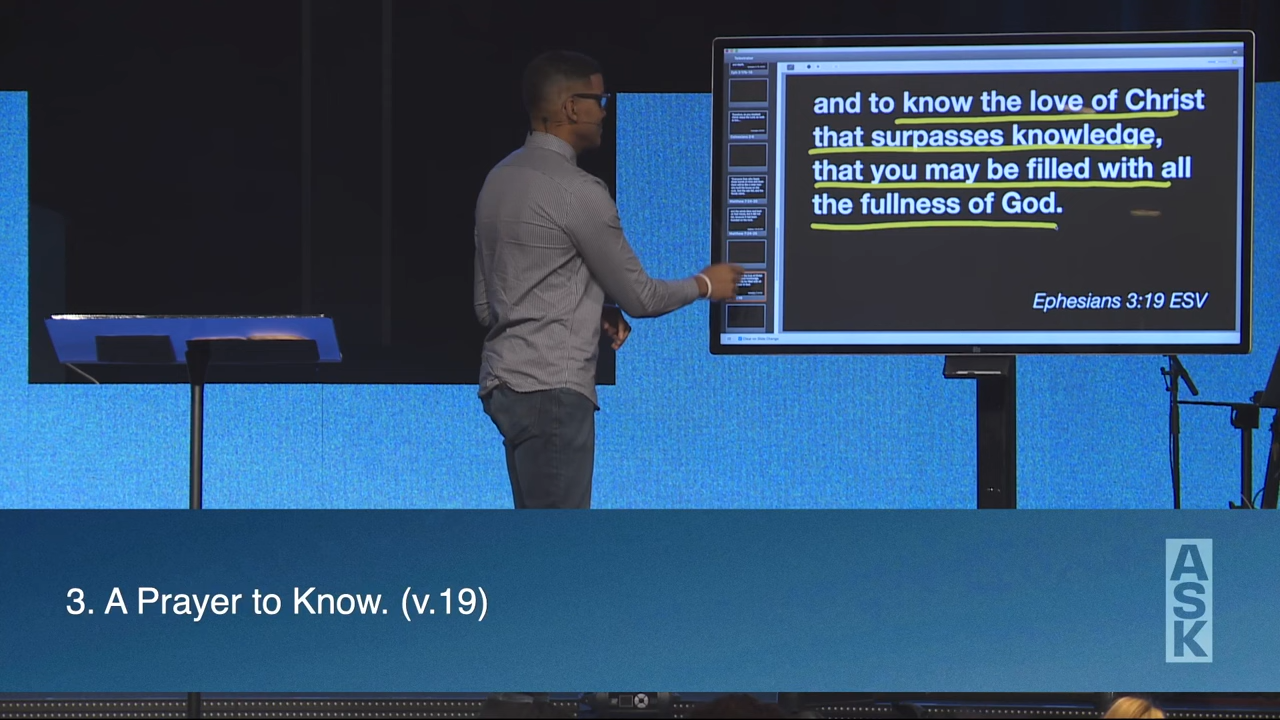 and to know the love of Christ
that surpasses knowledge,
that you may be filled with all
the fullness of God.
Ephesians 3:19 ESV
3. A Prayer to Know. (v.19)
ASK